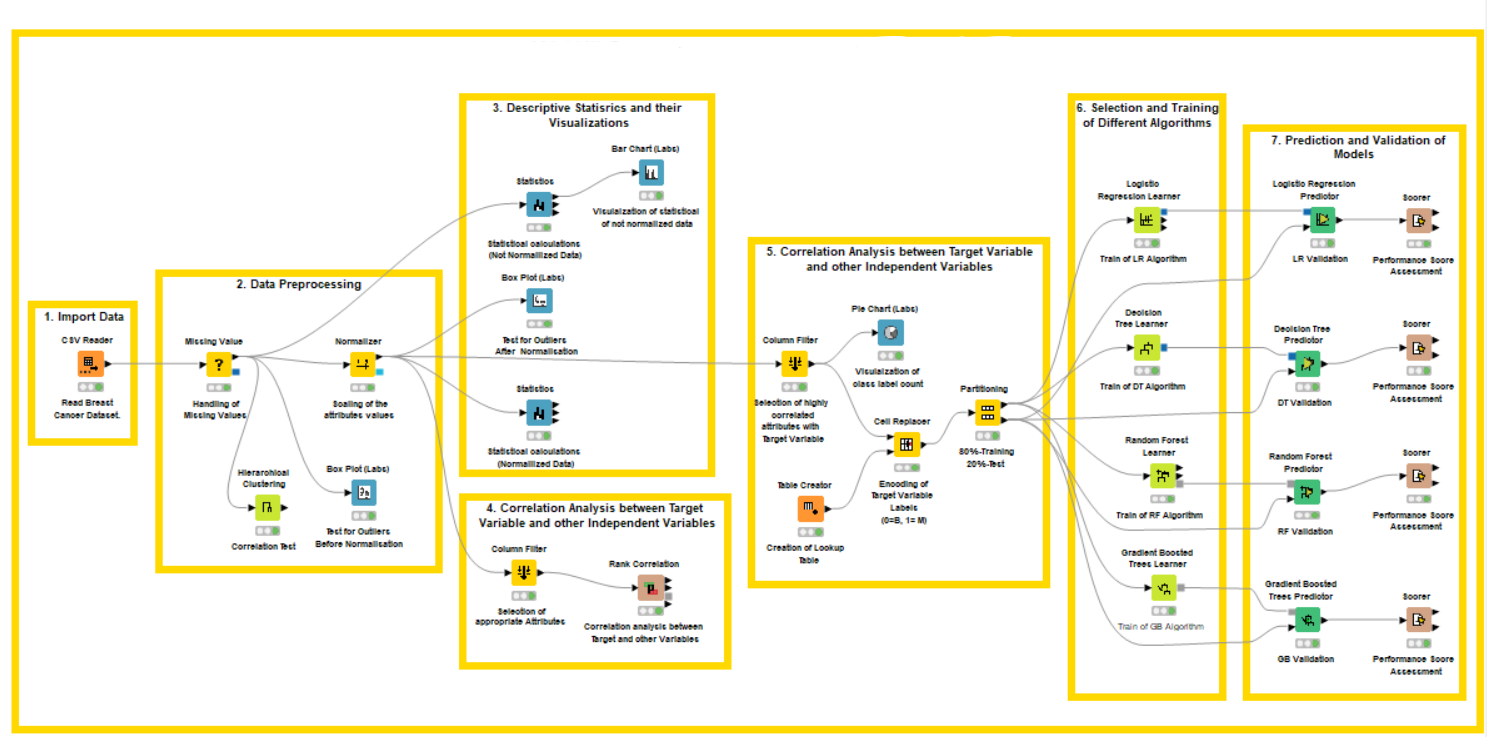 1. Import Data
CSV Reader
Read Breast
Cancer Dataset.
2. Data Preprocessing
Missing Value
?
Handling of
Missing Values
Normalizer
Scaling of the
attributes values
Hierarchical
Clustering
Correlation Test
Box Plot (Labs)
Test for Outliers
Before Normalisation
3. Descriptive Statisrics and their
Visualizations
Bar Chart (Labs)
Visulaization of statistical
of not normalized data
Statistics
Statistical calculations
(Not Normalized Data)
Box Plot (Labs)
Test for Outliers
After Normalisation
Statistics
Statistical calculations
(Normalized Data)
4. Correlation Analysis between Target
Variable and other Independent Variables
Column Filter
Selection of
appropriate Attributes
Rank Correlation
Correlation analysis between
Target and other Variables
5. Correlation Analysis between Target Variable
and other Independent Variables
Pie Chart (Labs)
Visulaization of
class label count
Column Filter
Selection of highly
correlated
attributes with
Target Variable
Cell Replacer
Encoding of
Target Variable
Labels
(0=B, 1= M)
Table Creator
Creation of Lookup
Table
Partitioning
80%-Training
20%-Test
6. Selection and Training
of Different Algorithms
Logistic
Regression Learner
Train of LR Algorithm
Decision
Tree Learner
Train of DT Algorithm
Random Forest
Learner
Train of RF Algorithm
Gradient Boosted
Trees Learner
Train of GB Algorithm
7. Prediction and Validation of
Models
Logistic Regression
Predictor
LR Validation
Scorer
Performance Score
Assessment
Decision Tree
Predictor
DT Validation
Scorer
Performance Score
Assessment
Random Forest
Predictor
RF Validation
Scorer
Performance Score
Assessment
Gradient Boosted
Trees Predictor
GB Validation
Scorer
Performance Score
Assessment